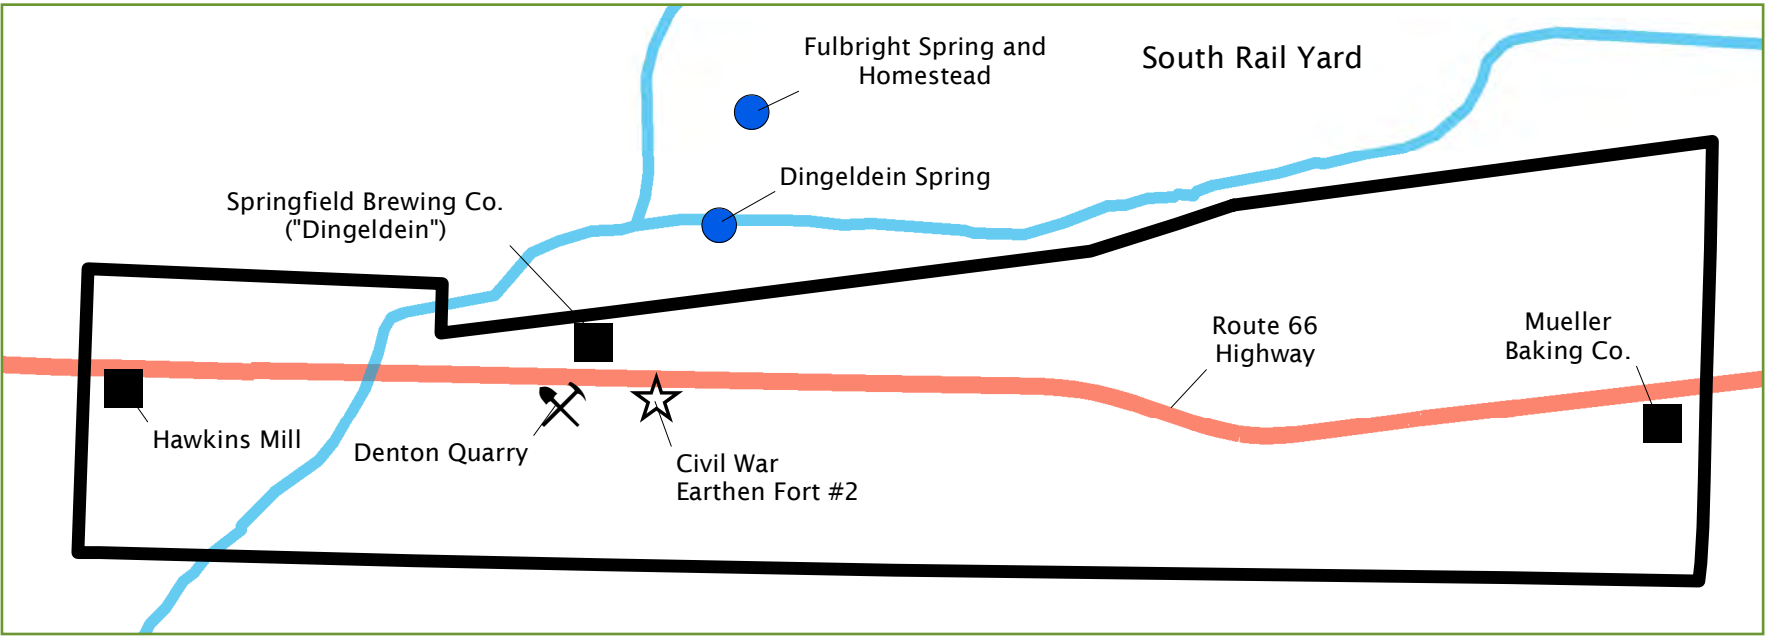 Fulbright Spring and
Homestead
South Rail Yard
Dingeldein Spring
Springfield Brewing Co.
("Dingeldein")
Route 66
Highway
Mueller
Baking Co.
Hawkins Mill
Denton Quarry
Civil War
Earthen Fort #2